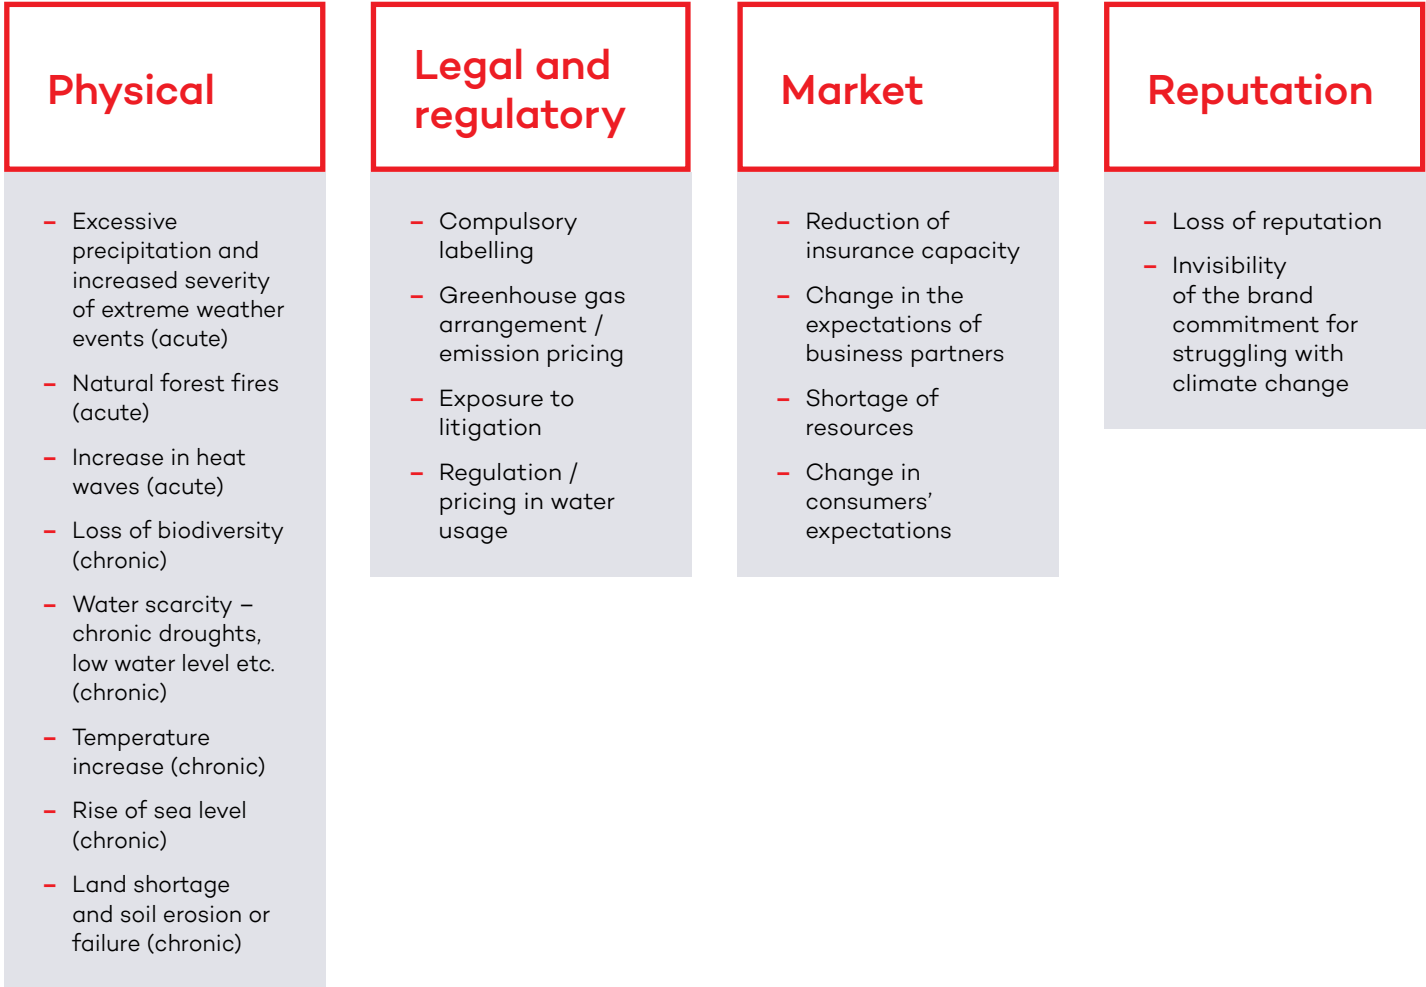 Physical
– Excessive
precipitation and
increased severity
of extreme weather
events (acute)
– Natural forest fires
(acute)
– Increase in heat
waves (acute)
– Loss of biodiversity
(chronic)
– Water scarcity –
chronic droughts,
low water level etc.
(chronic)
– Temperature
increase (chronic)
– Rise of sea level
(chronic)
– Land shortage
and soil erosion or
failure (chronic)
Legal and
regulatory
– Compulsory
labelling
– Greenhouse gas
arrangement /
emission pricing
– Exposure to
litigation
– Regulation /
pricing in water
usage
Market
– Reduction of
insurance capacity
– Change in the
expectations of
business partners
– Shortage of
resources
– Change in
consumers’
expectations
Reputation
– Loss of reputation
– Invisibility
of the brand
commitment for
struggling with
climate change